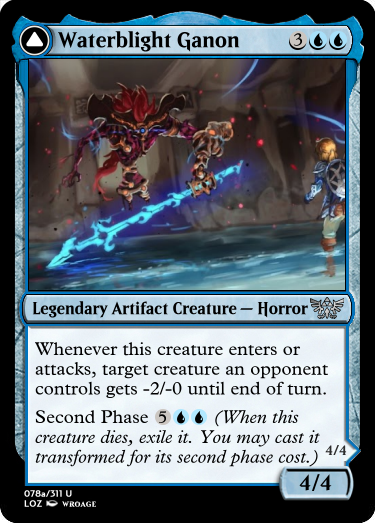 Waterblight Ganon 3
Legendary Artifact Creature — Horror
Whenever this creature enters or
attacks, target creature an opponent
controls gets -2/-0 until end of turn.
Second Phase 5 (When this
creature dies, exile it. You may cast it
transformed for its second phase cost.) 4/4
4/4
078a/311 U
LOZ WROAGE